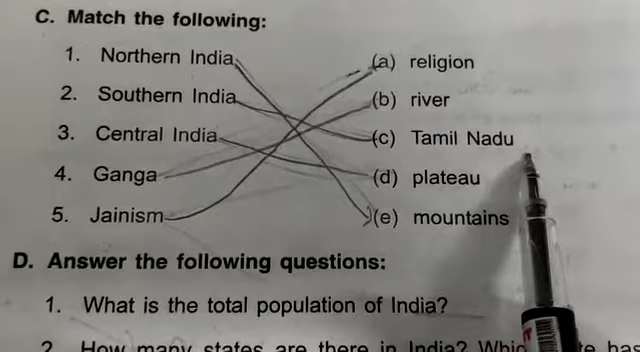 C. Match the following:
1. Northern India (a) religion
2. Southern India (b) river
3. Central India (c) Tamil Nadu
4. Ganga (d) plateau
5. Jainism (e) mountains
D. Answer the following questions:
1. What is the total population of India?
2. How many states are there in India?